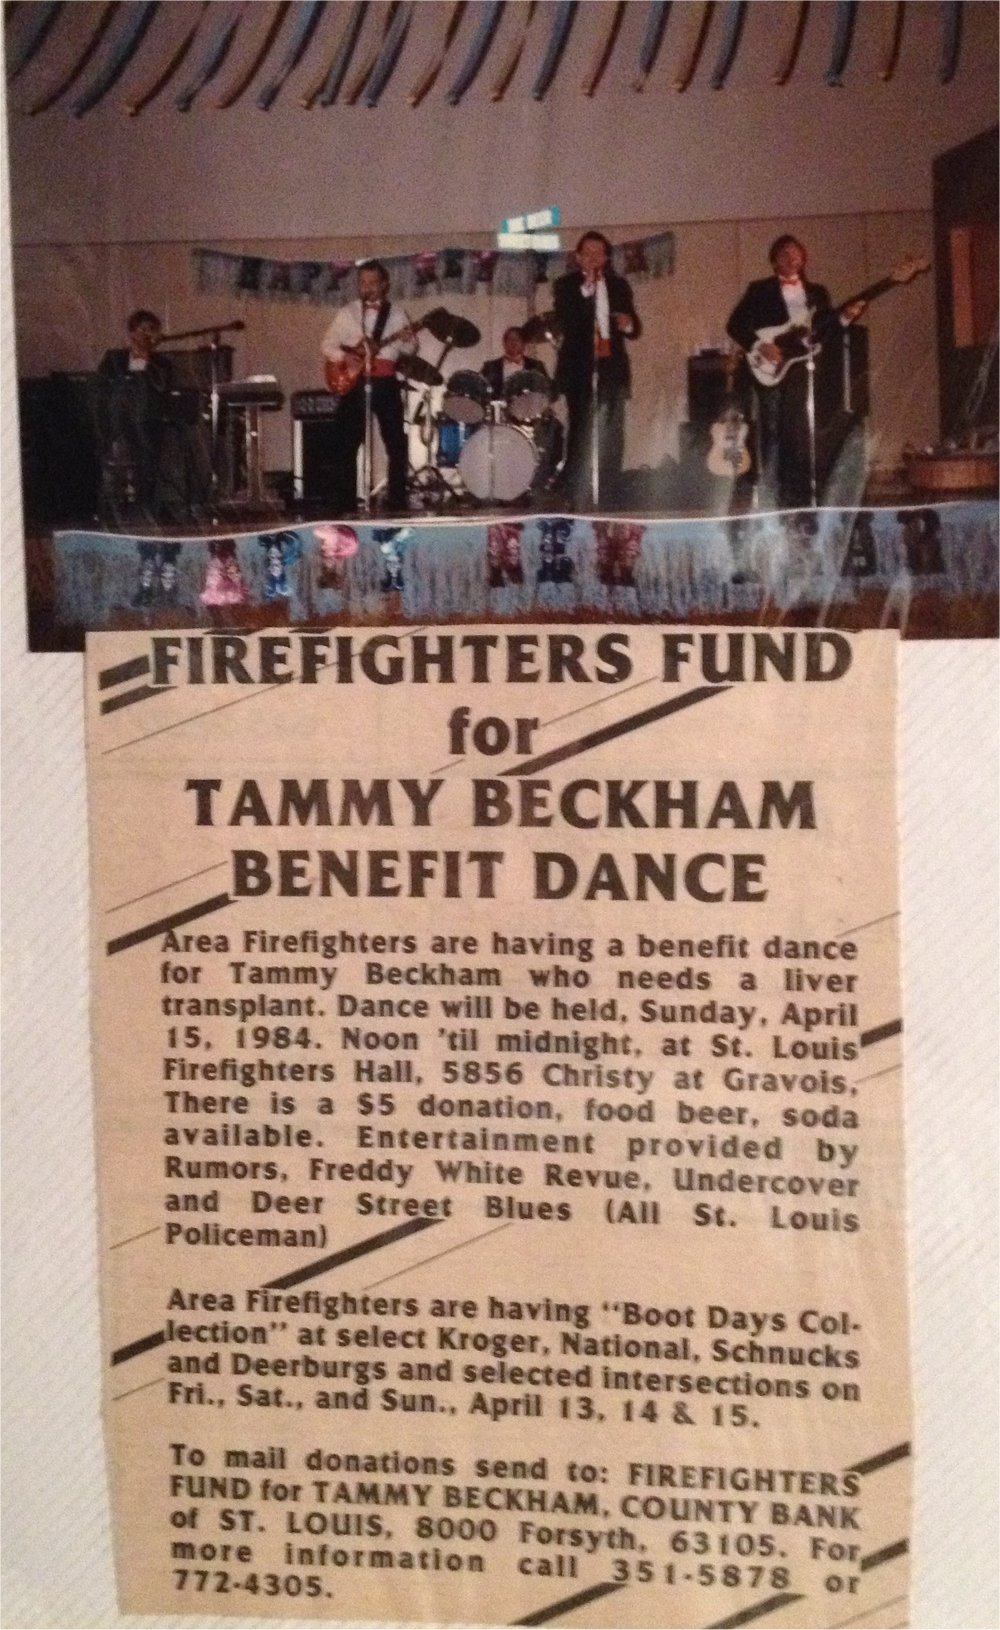 HAPPY NEW
HAPPY NEW YEAR
FIREFIGHTERS FUND
for
TAMMY BECKHAM
BENEFIT DANCE
Area Firefighters are having a benefit dance
for Tammy Beckham who needs a liver
transplant. Dance will be held, Sunday, April
15, 1984. Noon 'til midnight, at St. Louis
Firefighters Hall, 5856 Christy at Gravois,
There is a $5 donation, food beer, soda
available. Entertainment provided by
Rumors, Freddy White Revue, Undercover
and Deer Street Blues (All St. Louis
Policeman)
Area Firefighters are having "Boot Days Col-
lection" at select Kroger, National, Schnucks
and Deerburgs and selected intersections on
Fri., Sat., and Sun., April 13, 14 & 15.
To mail donations send to: FIREFIGHTERS
FUND for TAMMY BECKHAM, COUNTY BANK
of ST. LOUIS, 8000 Forsyth, 63105. For
more information call 351-5878 or
772-4305.